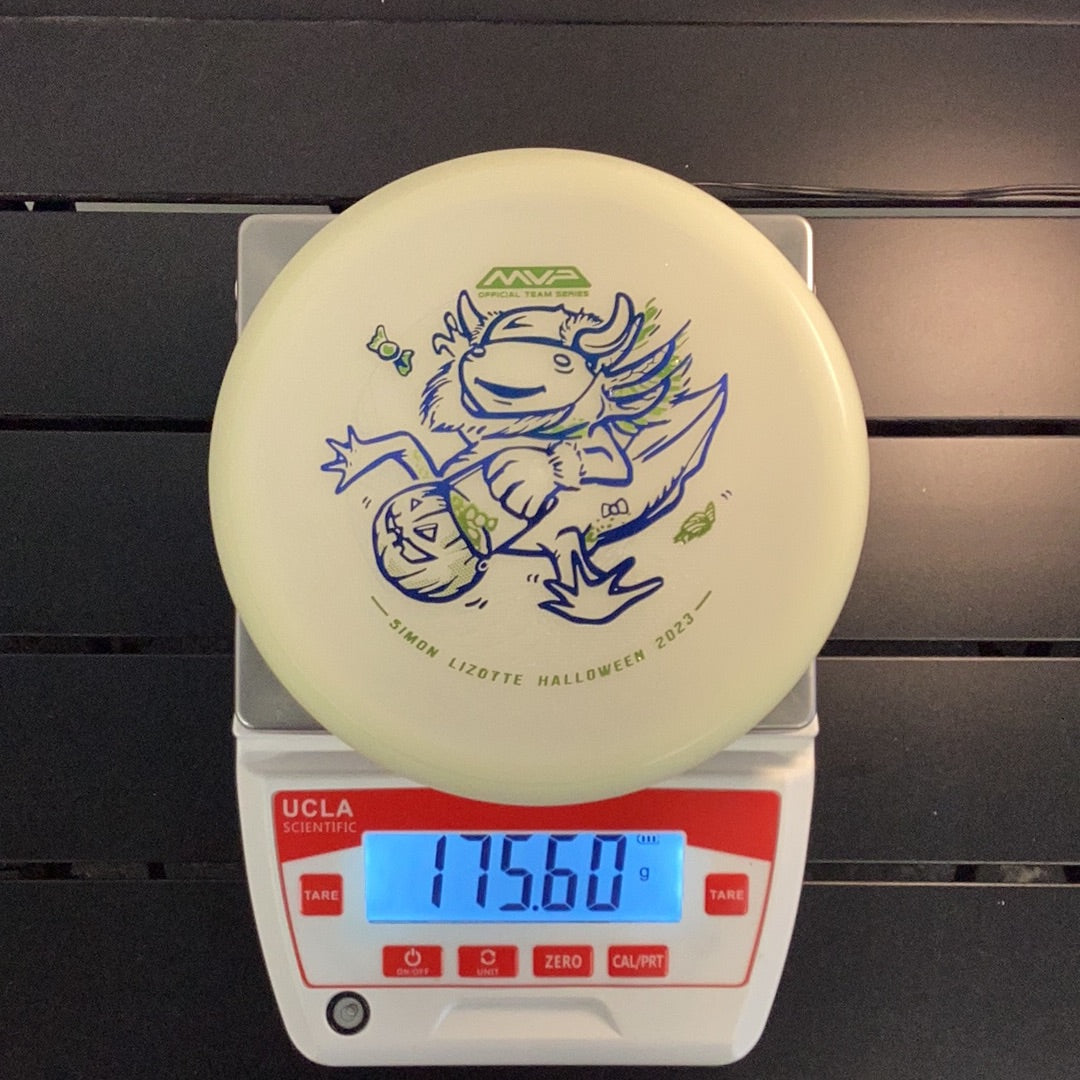 MVP
OFFICIAL TEAM SERIES
SIMON LIZOTTE HALLOWEEN 2023
UCLA
SCIENTIFIC
175.60 g
TARE
TARE
ON/OFF
UNIT
ZERO
CAL/PRT